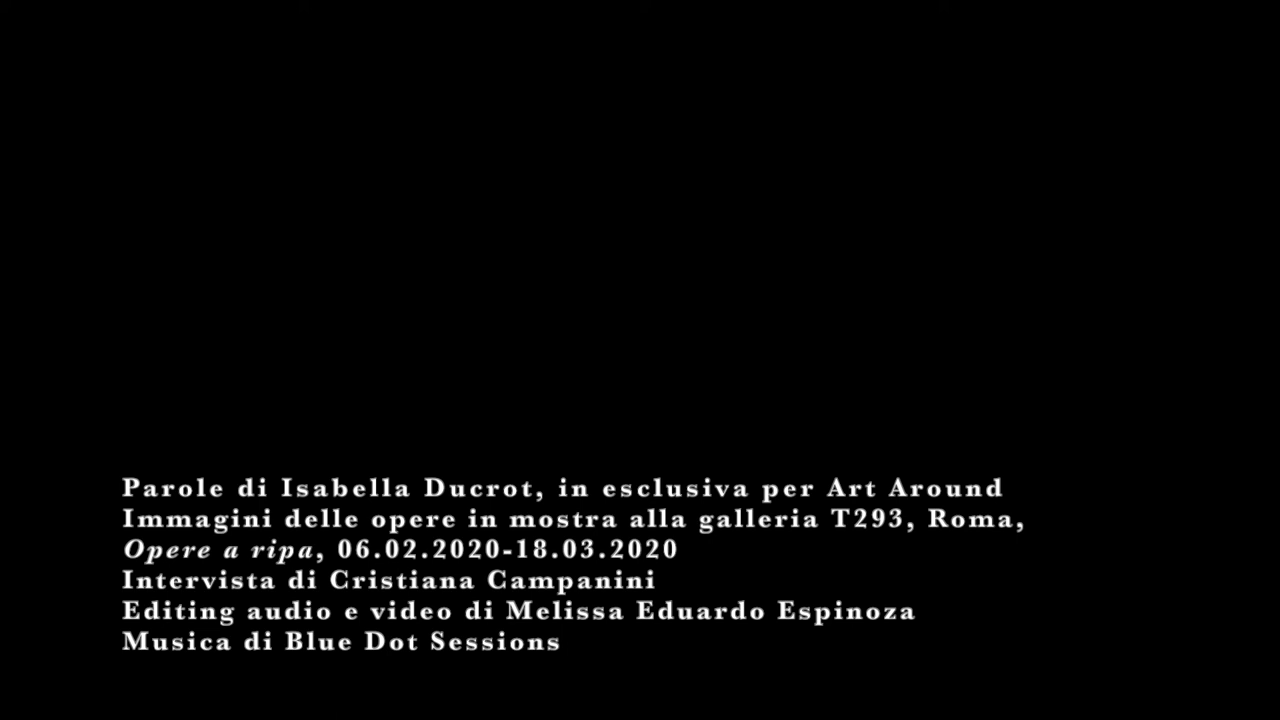 Parole di Isabella Ducrot, in esclusiva per Art Around
Immagini delle opere in mostra alla galleria T293, Roma,
Opere a ripa, 06.02.2020-18.03.2020
Intervista di Cristiana Campanini
Editing audio e video di Melissa Eduardo Espinoza
Musica di Blue Dot Sessions